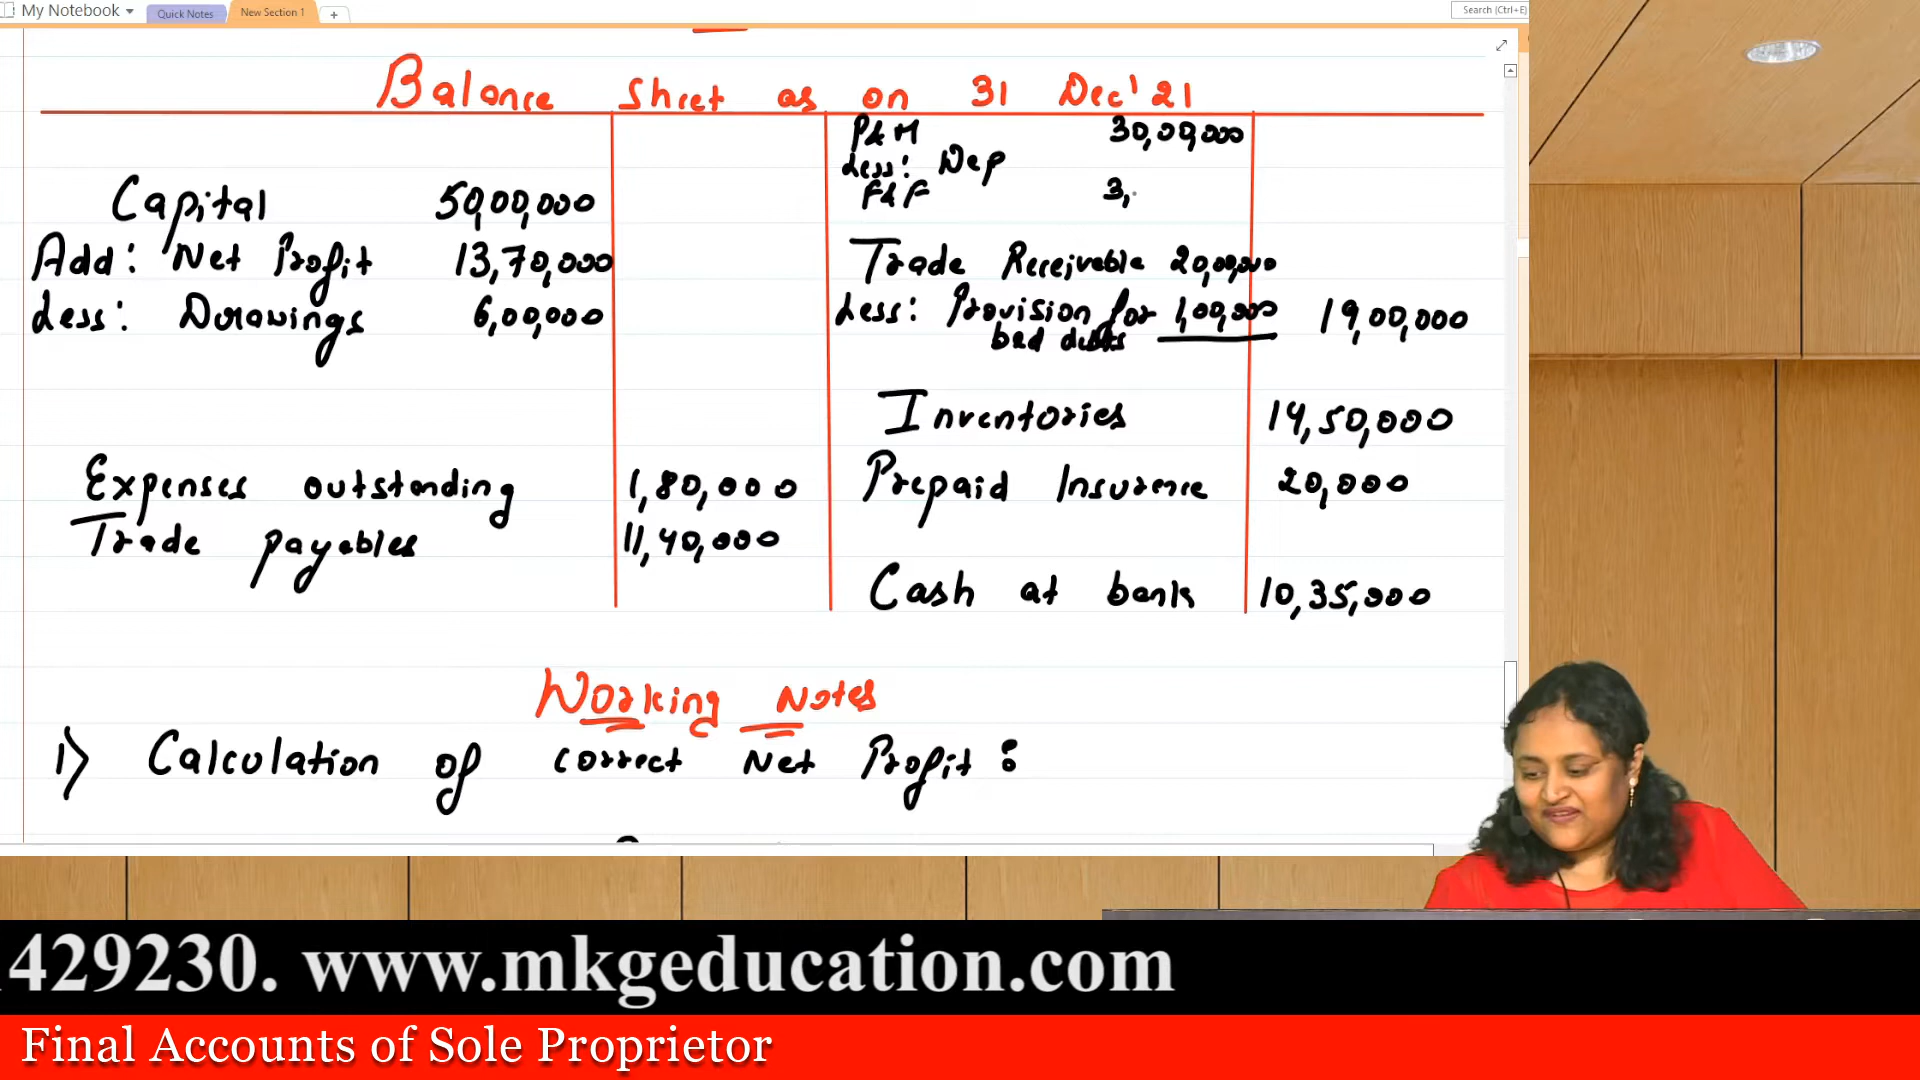 My Notebook
Quick Notes
New Section 1
+
Search (Ctrl+E)
Balance Sheet as on 31 Dec' 21
P&M 30,00,000
Less: Dep
F&F 3,
Capital 50,00,000
Add: Net Profit 13,70,000
Less: Drawings 6,00,000
Trade Receivable 20,00,000
Less: Provision for 1,00,000 19,00,000
bad debts
Inventories 14,50,000
Expenses outstanding 1,80,000
Prepaid Insurance 20,000
Trade payables 11,40,000
Cash at bank 10,35,000
Working Notes
1) Calculation of correct Net Profit :
429230. www.mkgeducation.com
Final Accounts of Sole Proprietor